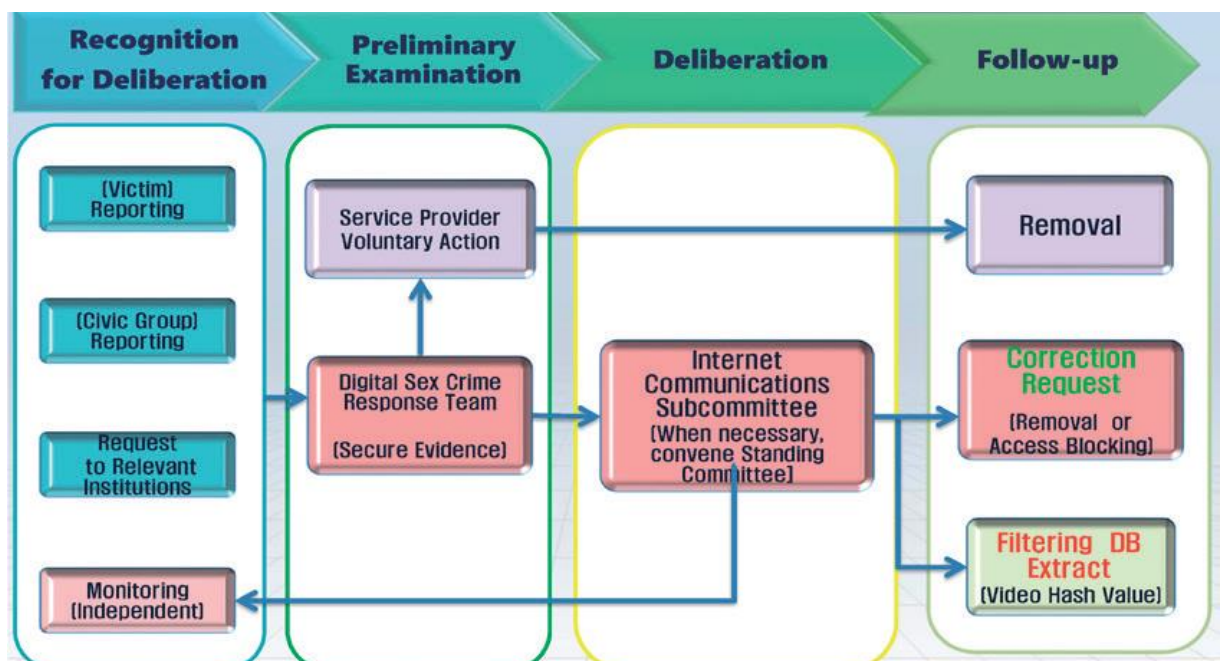 Recognition
for Deliberation
Preliminary
Examination
Deliberation
Follow-up
(Victim)
Reporting
(Civic Group)
Reporting
Request
to Relevant
Institutions
Monitoring
(Independent)
Service Provider
Voluntary Action
Digital Sex Crime
Response Team
(Secure Evidence)
Internet
Communications
Subcommittee
(When necessary,
convene Standing
Committee)
Removal
Correction
Request
(Removal or
Access Blocking)
Filtering DB
Extract
(Video Hash Value)